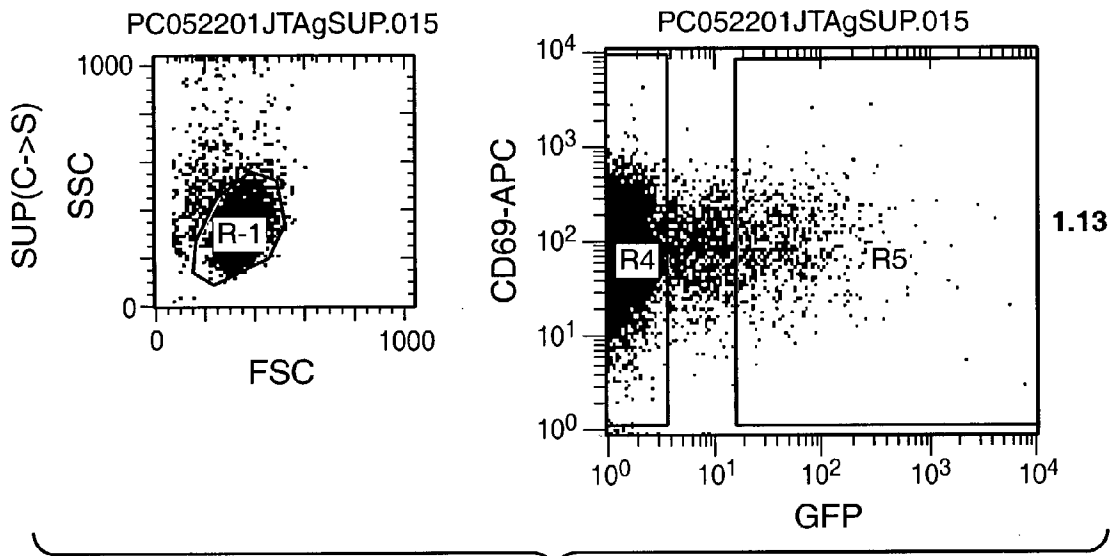 PC052201JTAgSUP.015
SUP(C->S)
SSC
1000
0
R-1
0
1000
FSC
PC052201JTAgSUP.015
CD69-APC
10^4
10^3
10^2
10^1
10^0
R4
R5
1.13
10^0
10^1
10^2
10^3
10^4
GFP